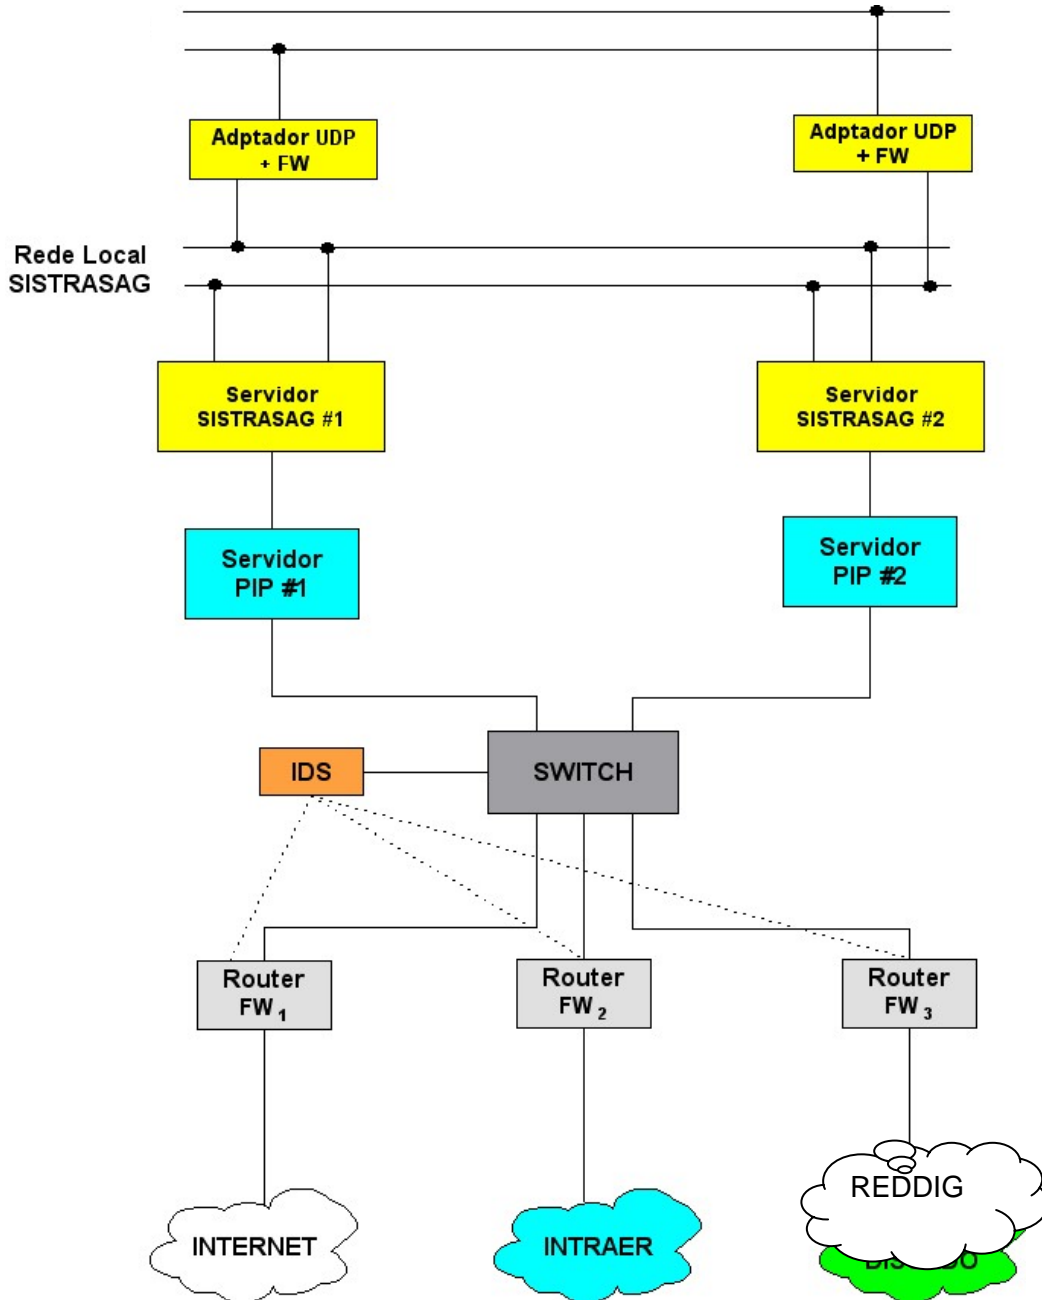 Adptador UDP
+ FW
Adptador UDP
+ FW
Rede Local
SISTRASAG
Servidor
SISTRASAG #1
Servidor
SISTRASAG #2
Servidor
PIP #1
Servidor
PIP #2
IDS
SWITCH
Router
FW 1
Router
FW 2
Router
FW 3
INTERNET
INTRAER
REDDIG